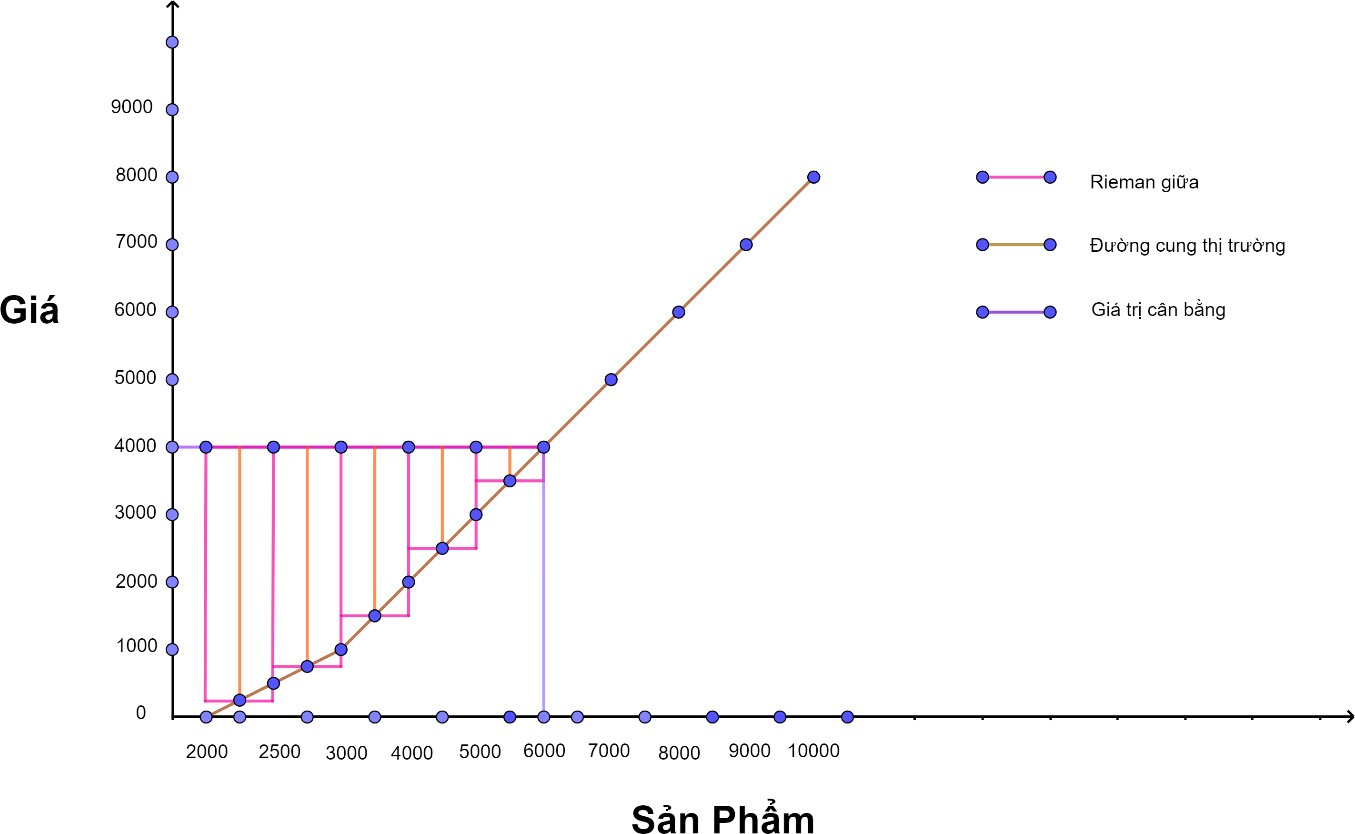 9000
8000
7000
6000
5000
4000
3000
2000
1000
0
Giá
Rieman giữa
Đường cung thị trường
Giá trị cân bằng
2000 2500 3000 4000 5000 6000 7000 8000 9000 10000
Sản Phẩm